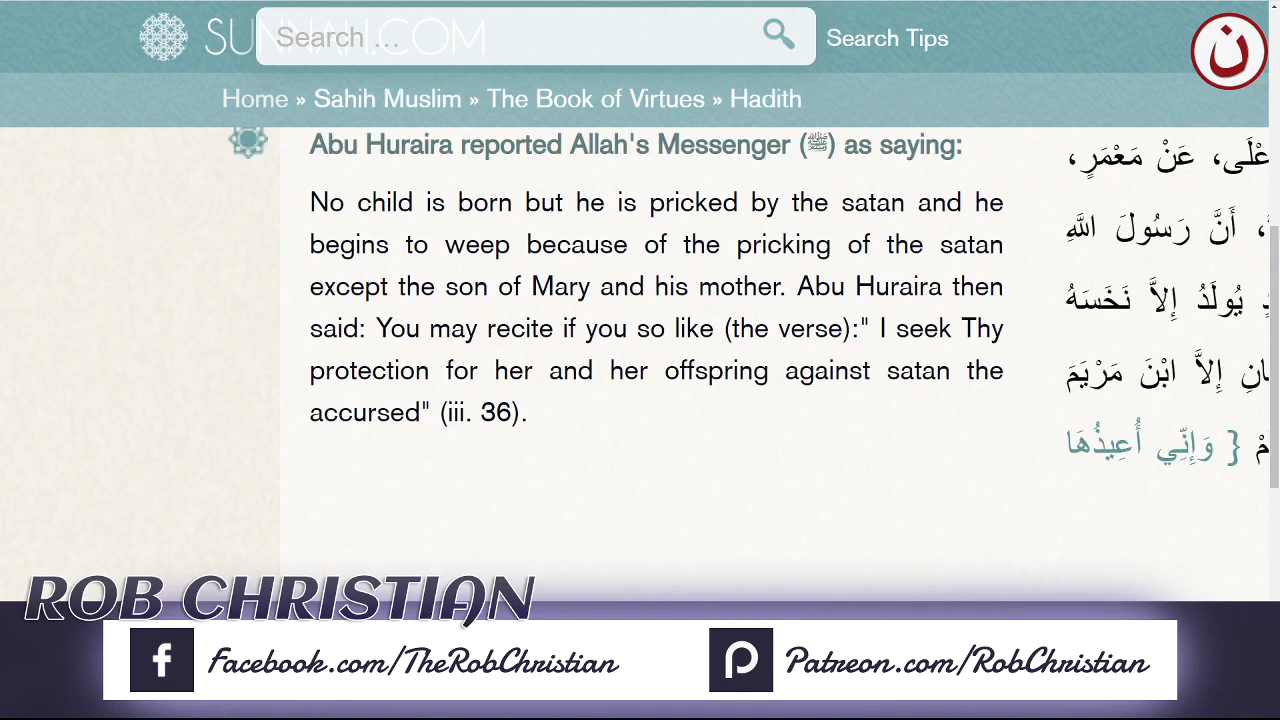 SUNNAH.COM
Search ...
Search Tips
ن
Home » Sahih Muslim » The Book of Virtues » Hadith
Abu Huraira reported Allah's Messenger (ﷺ) as saying:
No child is born but he is pricked by the satan and he
begins to weep because of the pricking of the satan
except the son of Mary and his mother. Abu Huraira then
said: You may recite if you so like (the verse):" I seek Thy
protection for her and her offspring against satan the
accursed" (iii. 36).
عْلَى، عَنْ مَعْمَرٍ،
، أَنَّ رَسُولَ اللَّهِ
يُولَدُ إِلاَّ نَخَسَهُ
إِلاَّ ابْنَ مَرْيَمَ
{ وَإِنِّي أُعِيذُهَا
ROB CHRISTIAN
f Facebook.com/TheRobChristian
Patreon.com/RobChristian